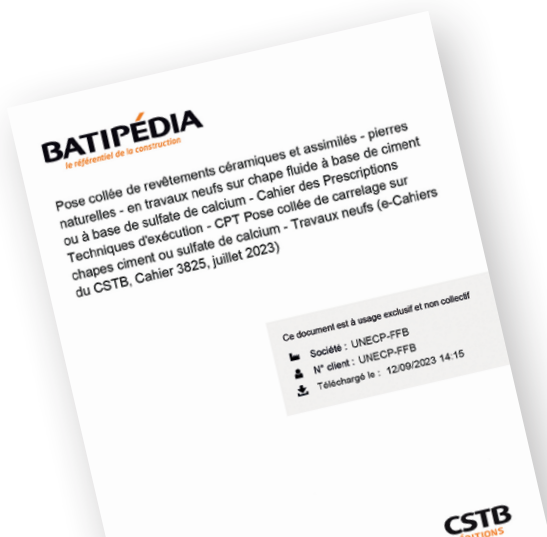 BATIPÉDIA
le référentiel de la construction
Pose collée de revêtements céramiques et assimilés - pierres
naturelles - en travaux neufs sur chape fluide à base de ciment
ou à base de sulfate de calcium - Cahier des Prescriptions
Techniques d'exécution - CPT Pose collée de carrelage sur
chapes ciment ou sulfate de calcium - Travaux neufs (e-Cahiers
du CSTB, Cahier 3825, juillet 2023)
Ce document est à usage exclusif et non collectif
Société : UNECP-FFB
N° client : UNECP-FFB
Téléchargé le : 12/09/2023 14:15
CSTB
ÉDITIONS